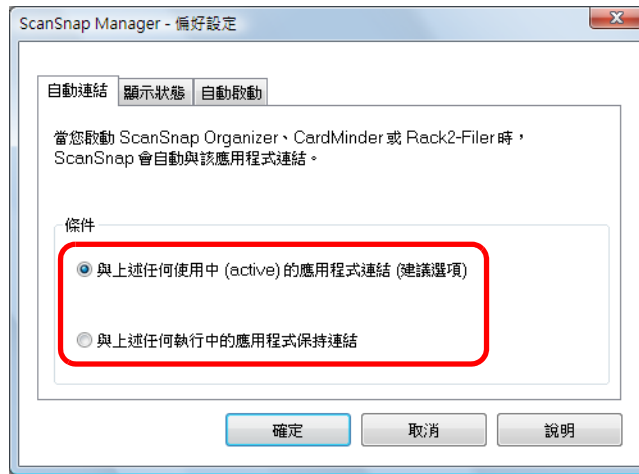 ScanSnap Manager - 偏好設定
自動連結 顯示狀態 自動啟動
當您啟動 ScanSnap Organizer、CardMinder 或 Rack2-Filer 時，
ScanSnap 會自動與該應用程式連結。
條件
與上述任何使用中 (active) 的應用程式連結 (建議選項)
與上述任何執行中的應用程式保持連結
確定 取消 說明